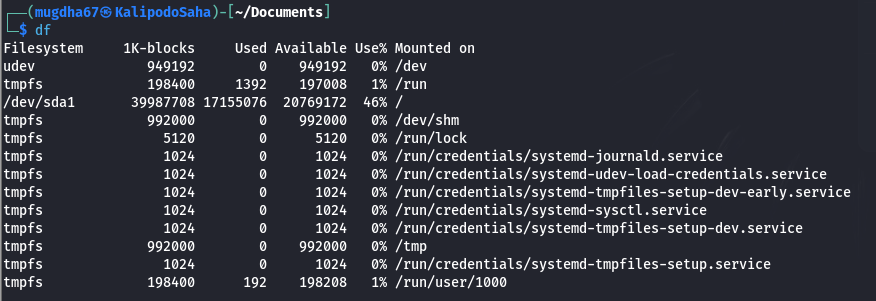 ┌──(mugdha67㉿KalipodoSaha)-[~/Documents]
└─$ df
Filesystem     1K-blocks     Used Available Use% Mounted on
udev              949192        0    949192   0% /dev
tmpfs             198400     1392    197008   1% /run
/dev/sda1       39987708 17155076  20769172  46% /
tmpfs             992000        0    992000   0% /dev/shm
tmpfs               5120        0      5120   0% /run/lock
tmpfs               1024        0      1024   0% /run/credentials/systemd-journald.service
tmpfs               1024        0      1024   0% /run/credentials/systemd-udev-load-credentials.service
tmpfs               1024        0      1024   0% /run/credentials/systemd-tmpfiles-setup-dev-early.service
tmpfs               1024        0      1024   0% /run/credentials/systemd-sysctl.service
tmpfs               1024        0      1024   0% /run/credentials/systemd-tmpfiles-setup-dev.service
tmpfs             992000        0    992000   0% /tmp
tmpfs               1024        0      1024   0% /run/credentials/systemd-tmpfiles-setup.service
tmpfs             198400      192    198208   1% /run/user/1000